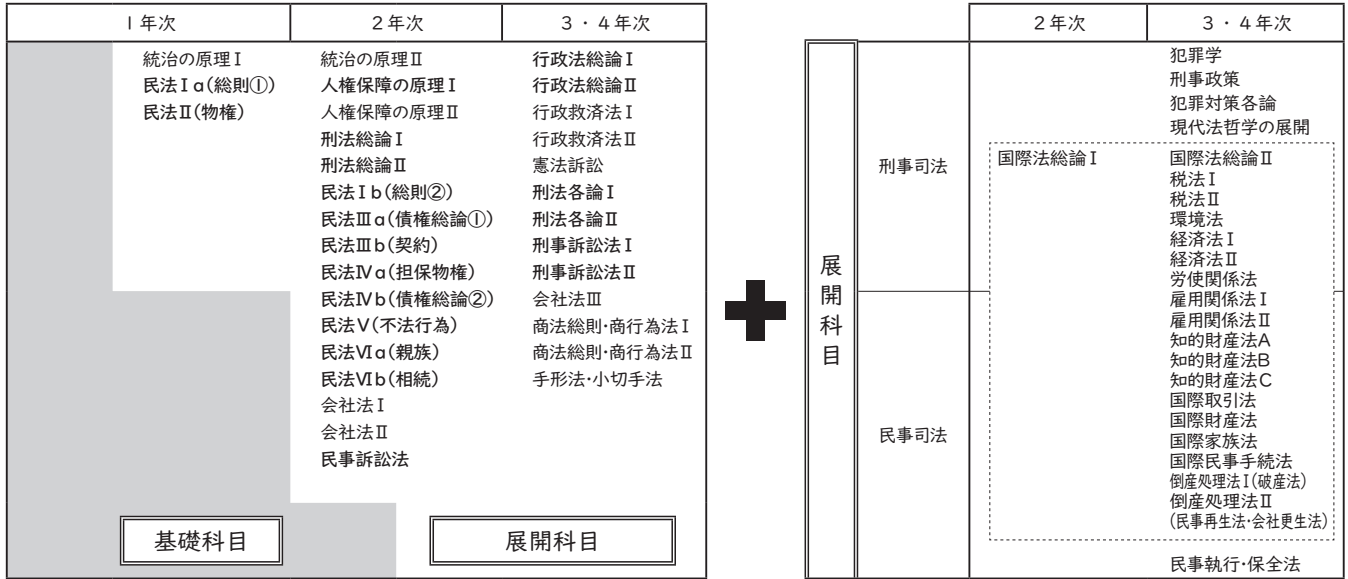 1年次
2年次
3・4年次
統治の原理Ⅰ
民法Ⅰa(総則①)
民法Ⅱ(物権)
統治の原理Ⅱ
人権保障の原理Ⅰ
人権保障の原理Ⅱ
刑法総論Ⅰ
刑法総論Ⅱ
民法Ⅰb(総則②)
民法Ⅲa(債権総論①)
民法Ⅲb(契約)
民法Ⅳa(担保物権)
民法Ⅳb(債権総論②)
民法Ⅴ(不法行為)
民法Ⅵa(親族)
民法Ⅵb(相続)
会社法Ⅰ
会社法Ⅱ
民事訴訟法
行政法総論Ⅰ
行政法総論Ⅱ
行政救済法Ⅰ
行政救済法Ⅱ
憲法訴訟
刑法各論Ⅰ
刑法各論Ⅱ
刑事訴訟法Ⅰ
刑事訴訟法Ⅱ
会社法Ⅲ
商法総則・商行為法Ⅰ
商法総則・商行為法Ⅱ
手形法・小切手法
基礎科目
展開科目
展開科目
2年次
3・4年次
刑事司法
民事司法
国際法総論Ⅰ
犯罪学
刑事政策
犯罪対策各論
現代法哲学の展開
国際法総論Ⅱ
税法Ⅰ
税法Ⅱ
環境法
経済法Ⅰ
経済法Ⅱ
労使関係法
雇用関係法Ⅰ
雇用関係法Ⅱ
知的財産法A
知的財産法B
知的財産法C
国際取引法
国際財産法
国際家族法
国際民事手続法
倒産処理法Ⅰ(破産法)
倒産処理法Ⅱ
(民事再生法・会社更生法)
民事執行・保全法